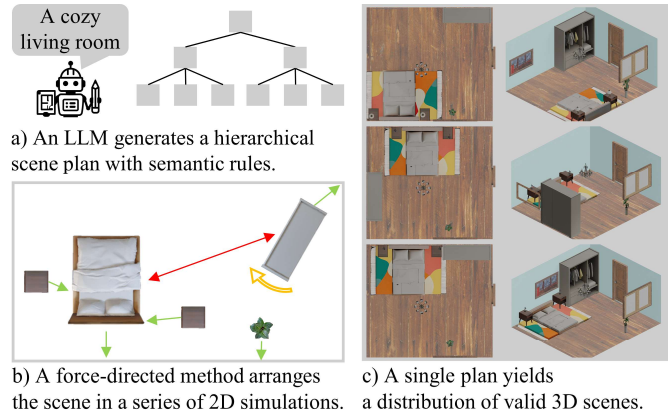 A cozy
living room
a) An LLM generates a hierarchical
scene plan with semantic rules.
b) A force-directed method arranges
the scene in a series of 2D simulations.
c) A single plan yields
a distribution of valid 3D scenes.